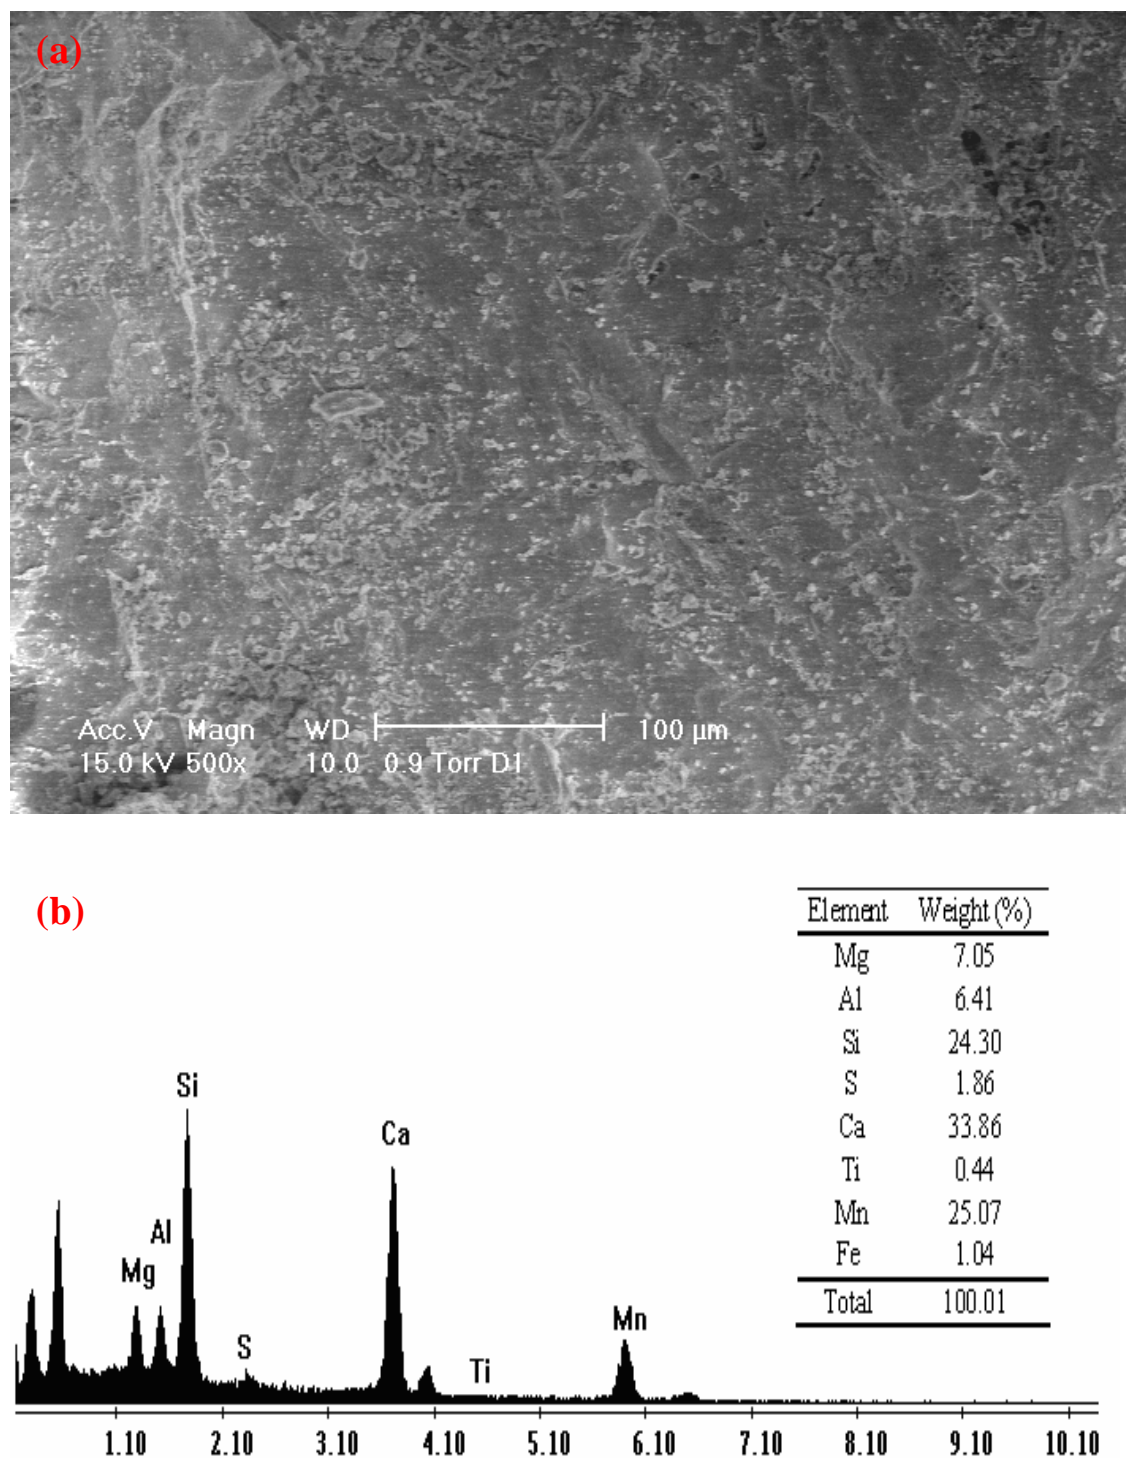 (a)
Acc.V Magn WD 100 µm
15.0 kV 500x 10.0 0.9 Torr D1
(b)
Element Weight (%)
Mg 7.05
Al 6.41
Si 24.30
S 1.86
Ca 33.86
Ti 0.44
Mn 25.07
Fe 1.04
Total 100.01
Si
Ca
Al
Mg
Mn
S
Ti
1.10 2.10 3.10 4.10 5.10 6.10 7.10 8.10 9.10 10.10